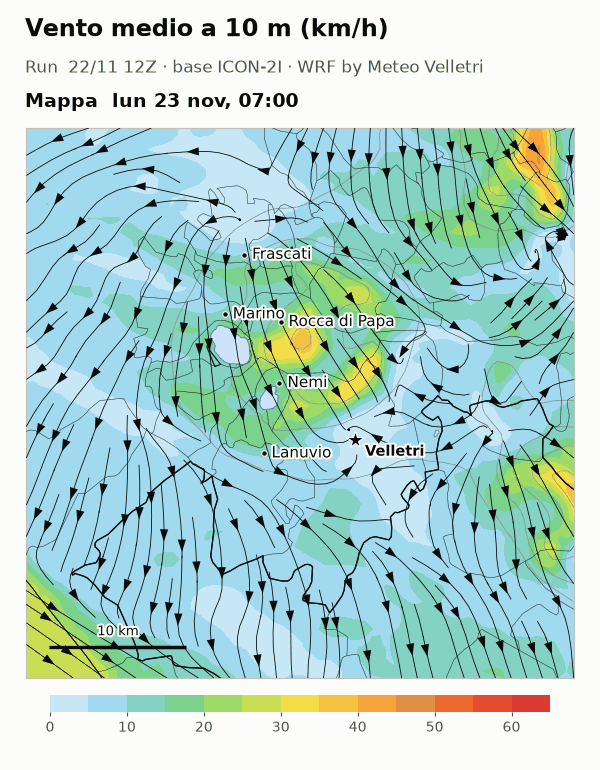 Vento medio a 10 m (km/h)
Run  22/11 12Z · base ICON-2I · WRF by Meteo Velletri
Mappa  lun 23 nov, 07:00
Frascati
Marino
Rocca di Papa
Nemi
Velletri
Lanuvio
10 km
0 10 20 30 40 50 60